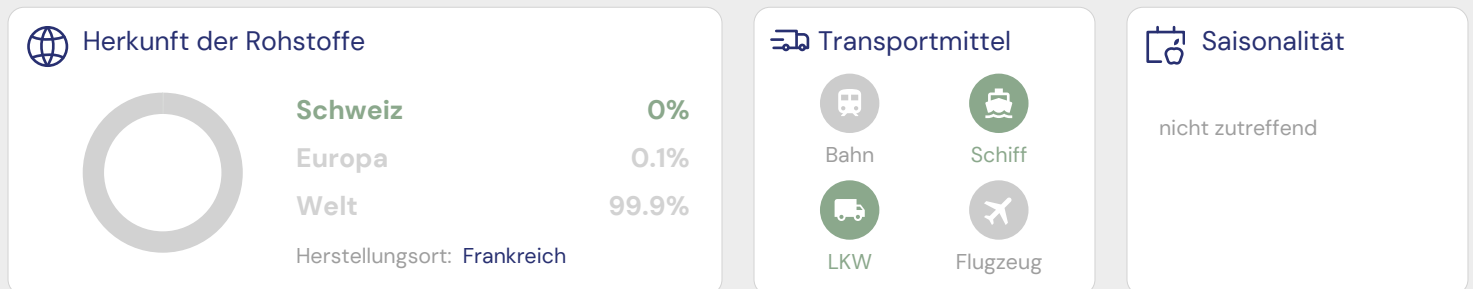 Herkunft der Rohstoffe
Schweiz 0%
Europa 0.1%
Welt 99.9%
Herstellungsort: Frankreich
Transportmittel
Bahn Schiff
LKW Flugzeug
Saisonalität
nicht zutreffend